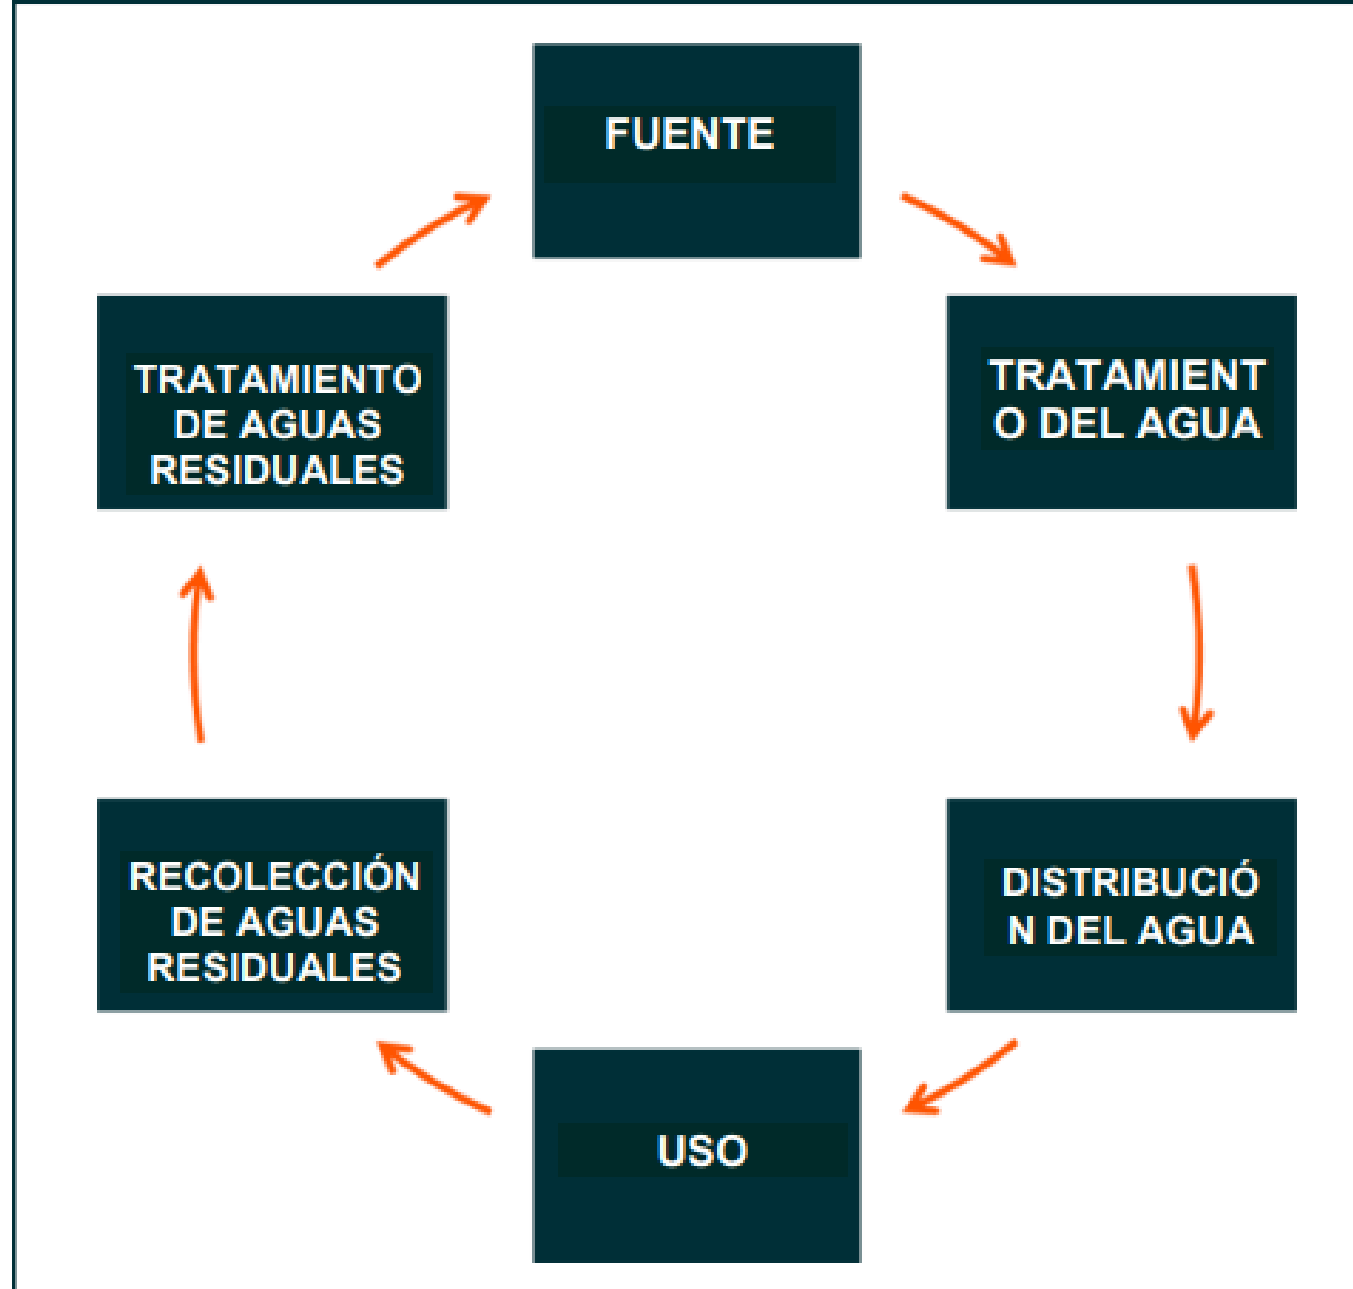 FUENTE
TRATAMIENT
O DEL AGUA
DISTRIBUCIÓ
N DEL AGUA
USO
RECOLECCIÓN
DE AGUAS
RESIDUALES
TRATAMIENTO
DE AGUAS
RESIDUALES